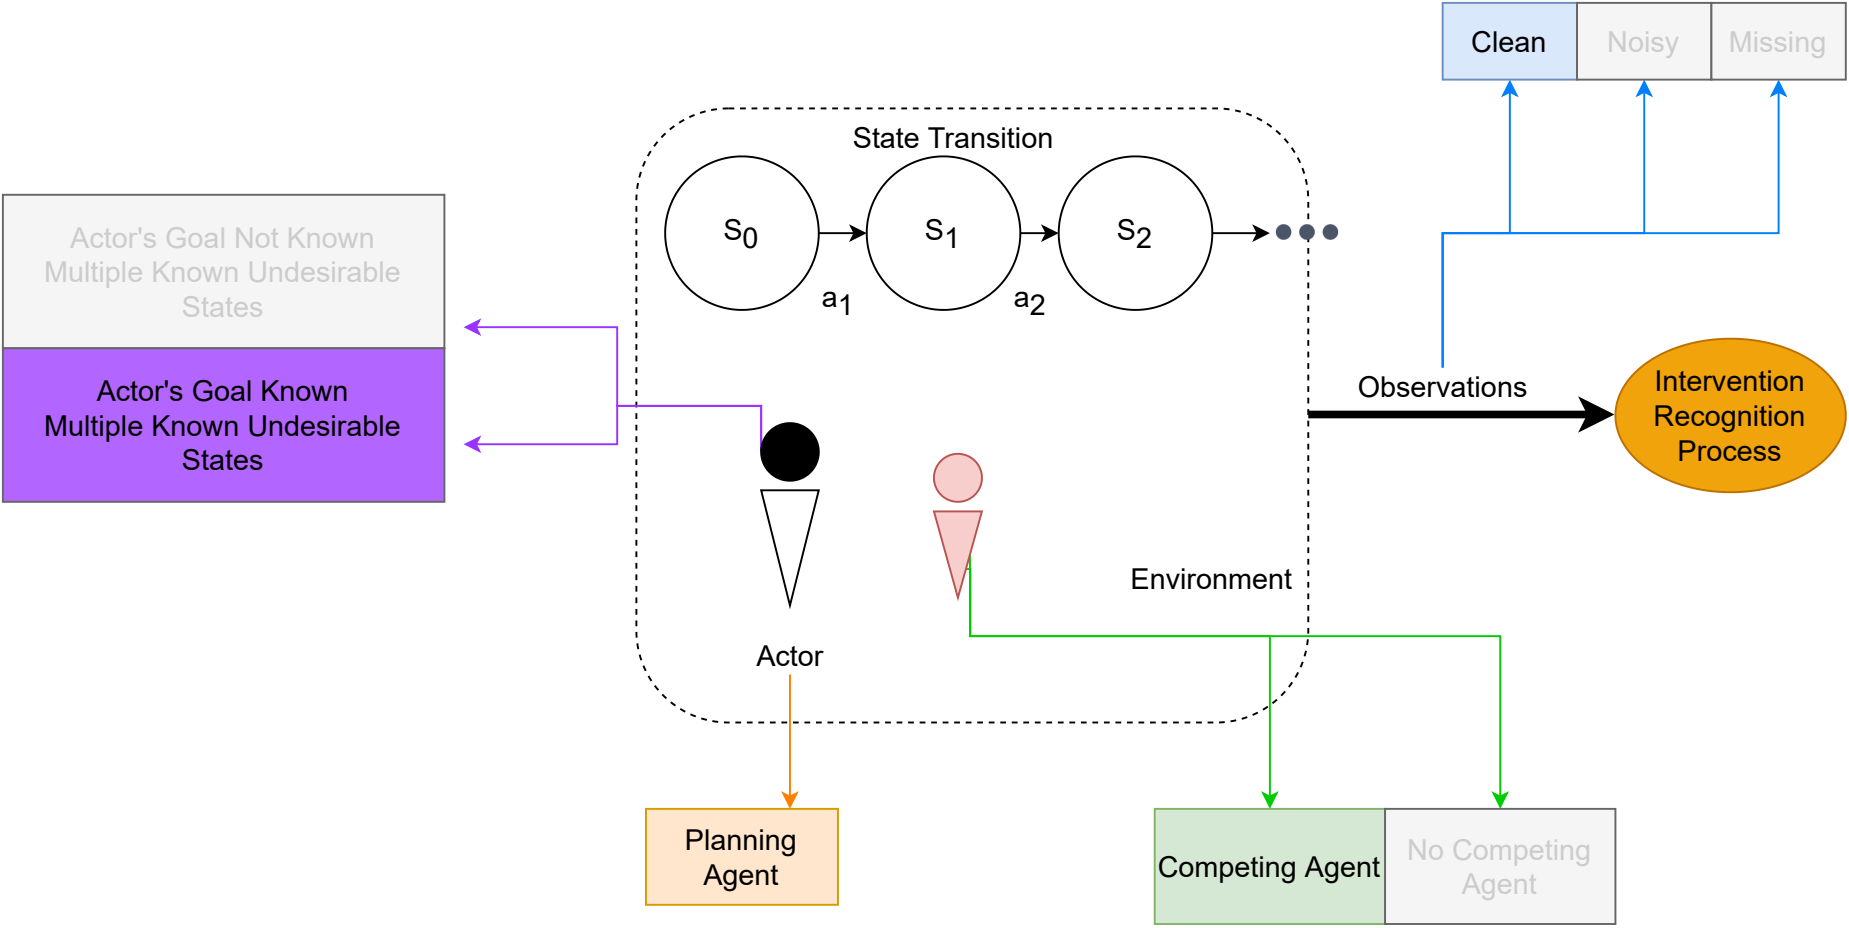 Clean
Noisy
Missing
State Transition
S0
S1
S2
a1
a2
Actor's Goal Not Known
Multiple Known Undesirable
States
Actor's Goal Known
Multiple Known Undesirable
States
Observations
Intervention
Recognition
Process
Environment
Actor
Planning
Agent
Competing Agent
No Competing
Agent